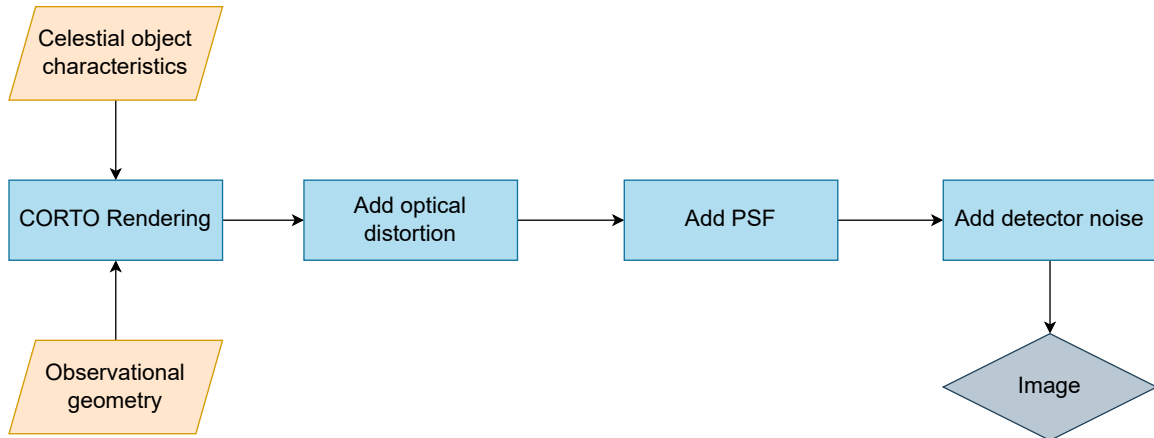 Celestial object
characteristics
CORTO Rendering
Add optical
distortion
Add PSF
Add detector noise
Observational
geometry
Image